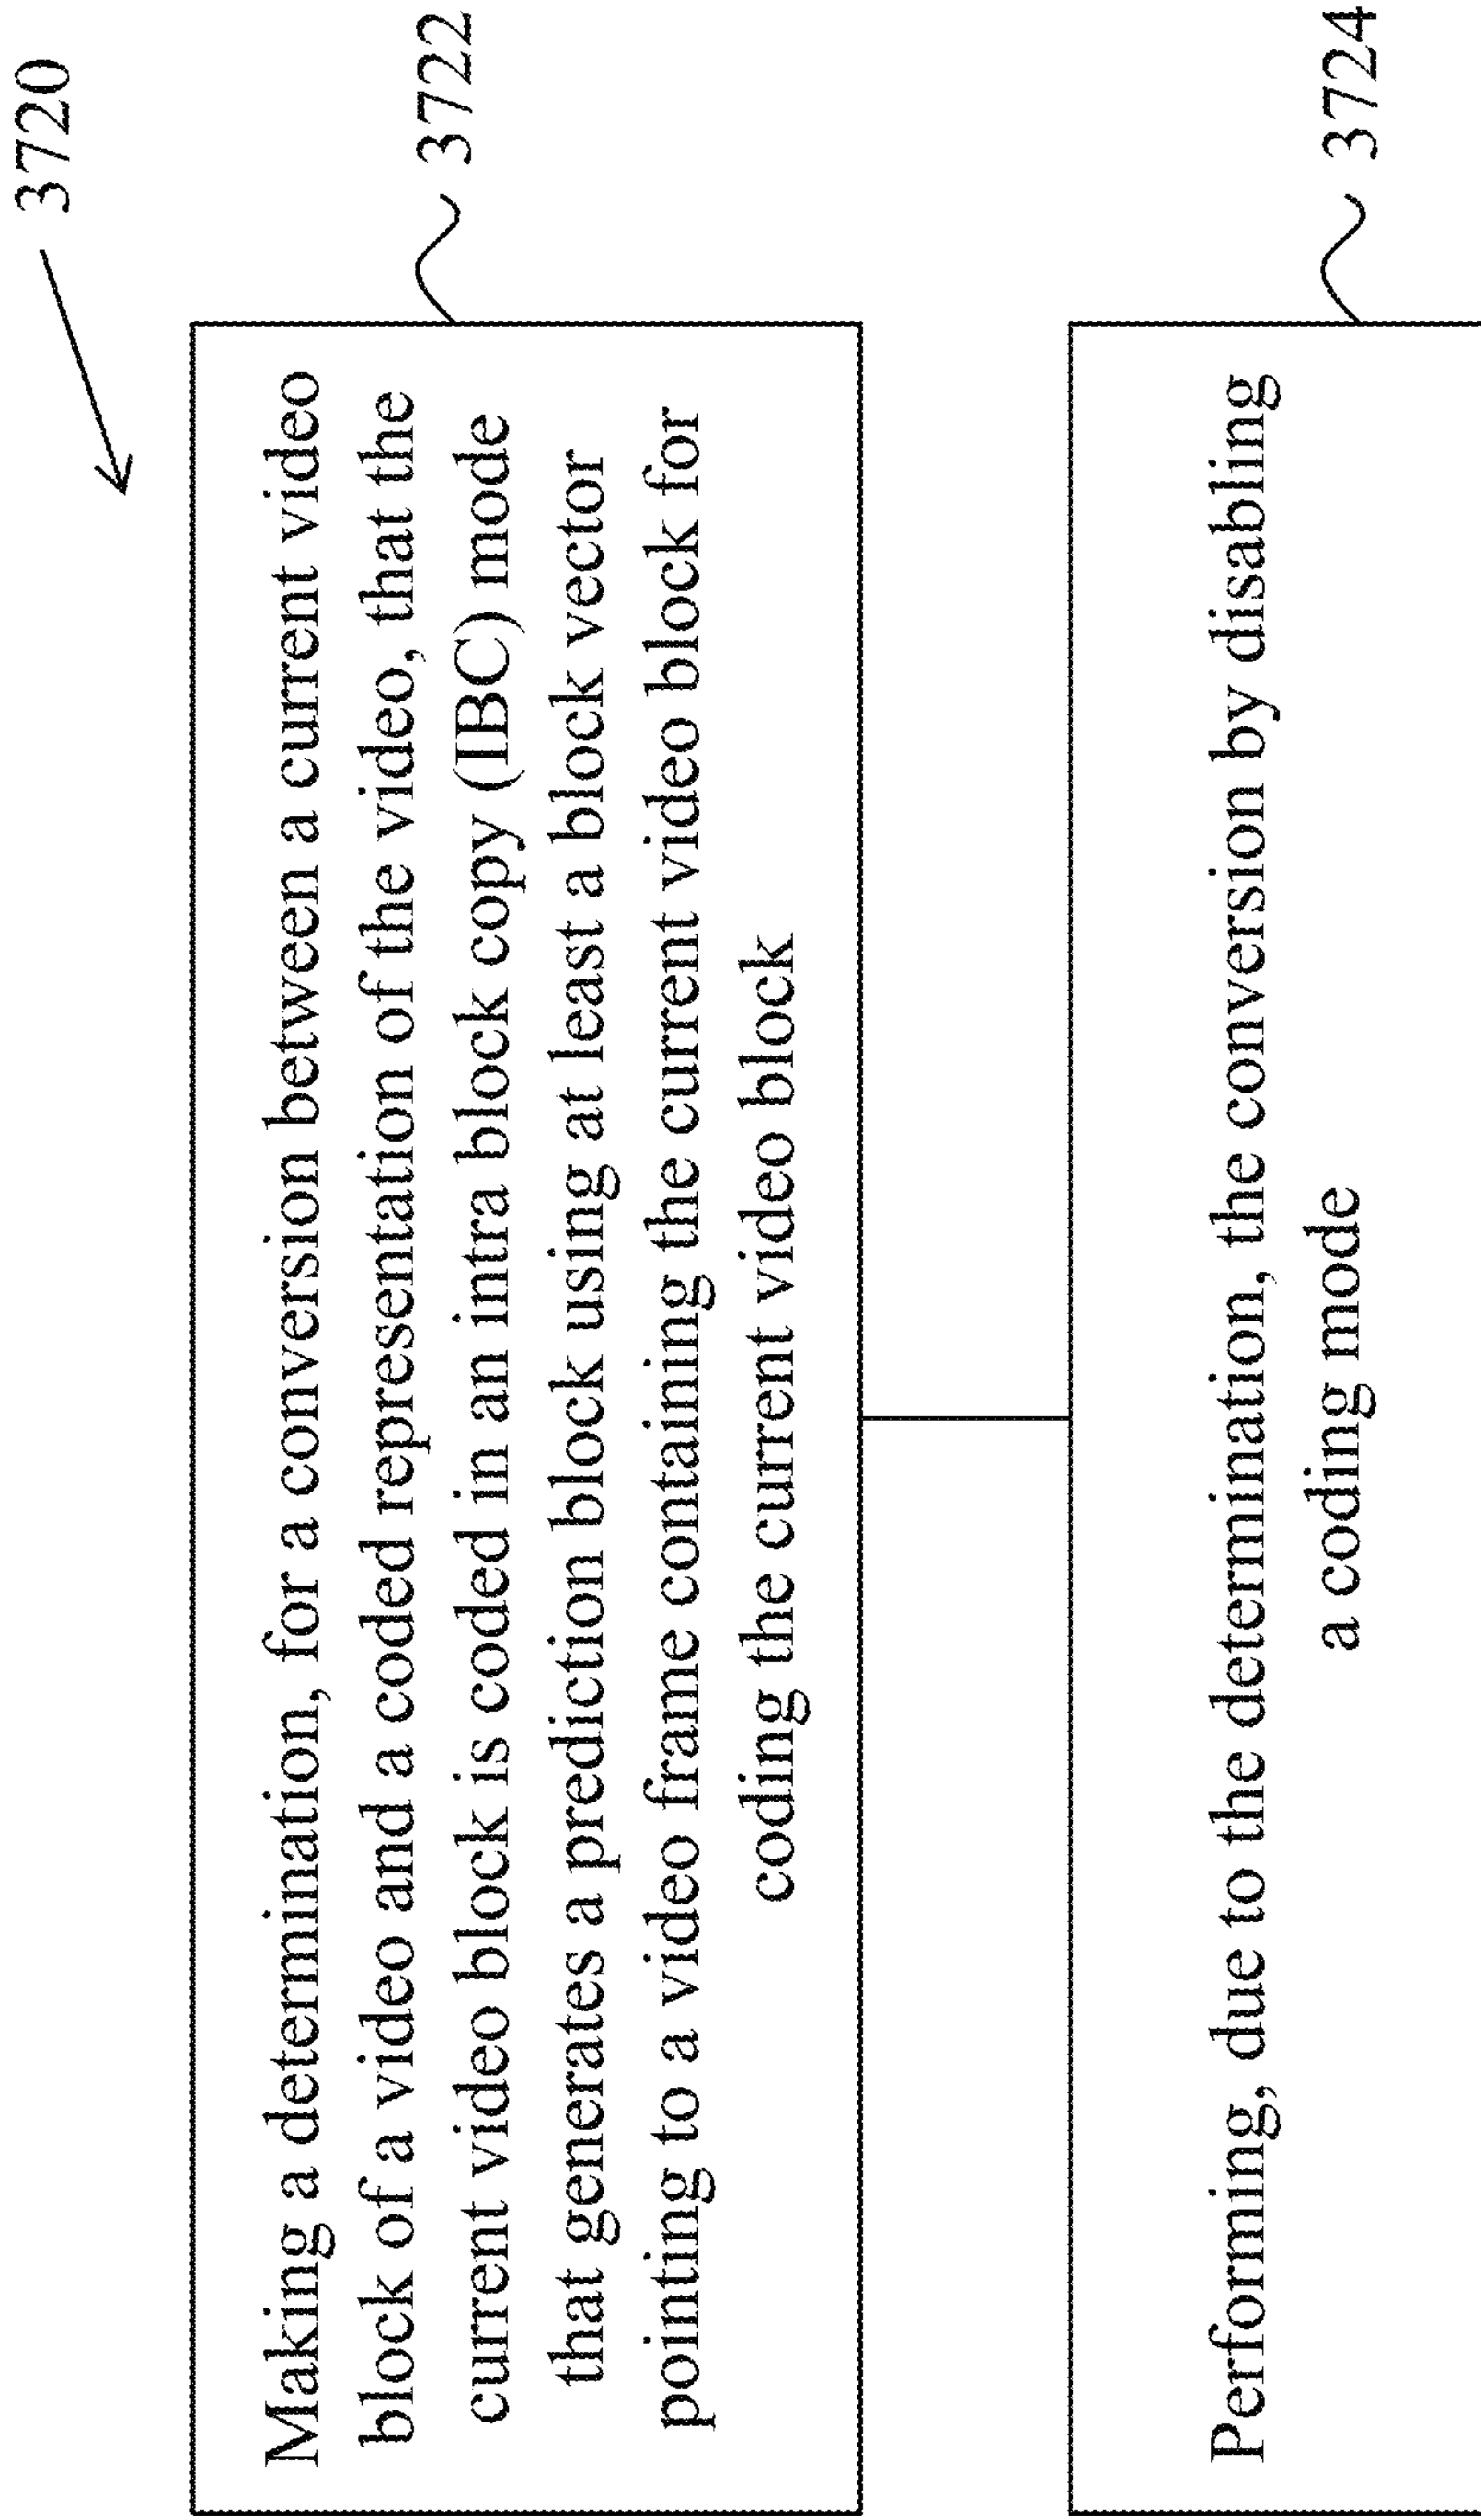 3720
Making a determination, for a conversion between a current video
block of a video and a coded representation of the video, that the
current video block is coded in an intra block copy (IBC) mode
that generates a prediction block using at least a block vector
pointing to a video frame containing the current video block for
coding the current video block
3722
Performing, due to the determination, the conversion by disabling
a coding mode
3724